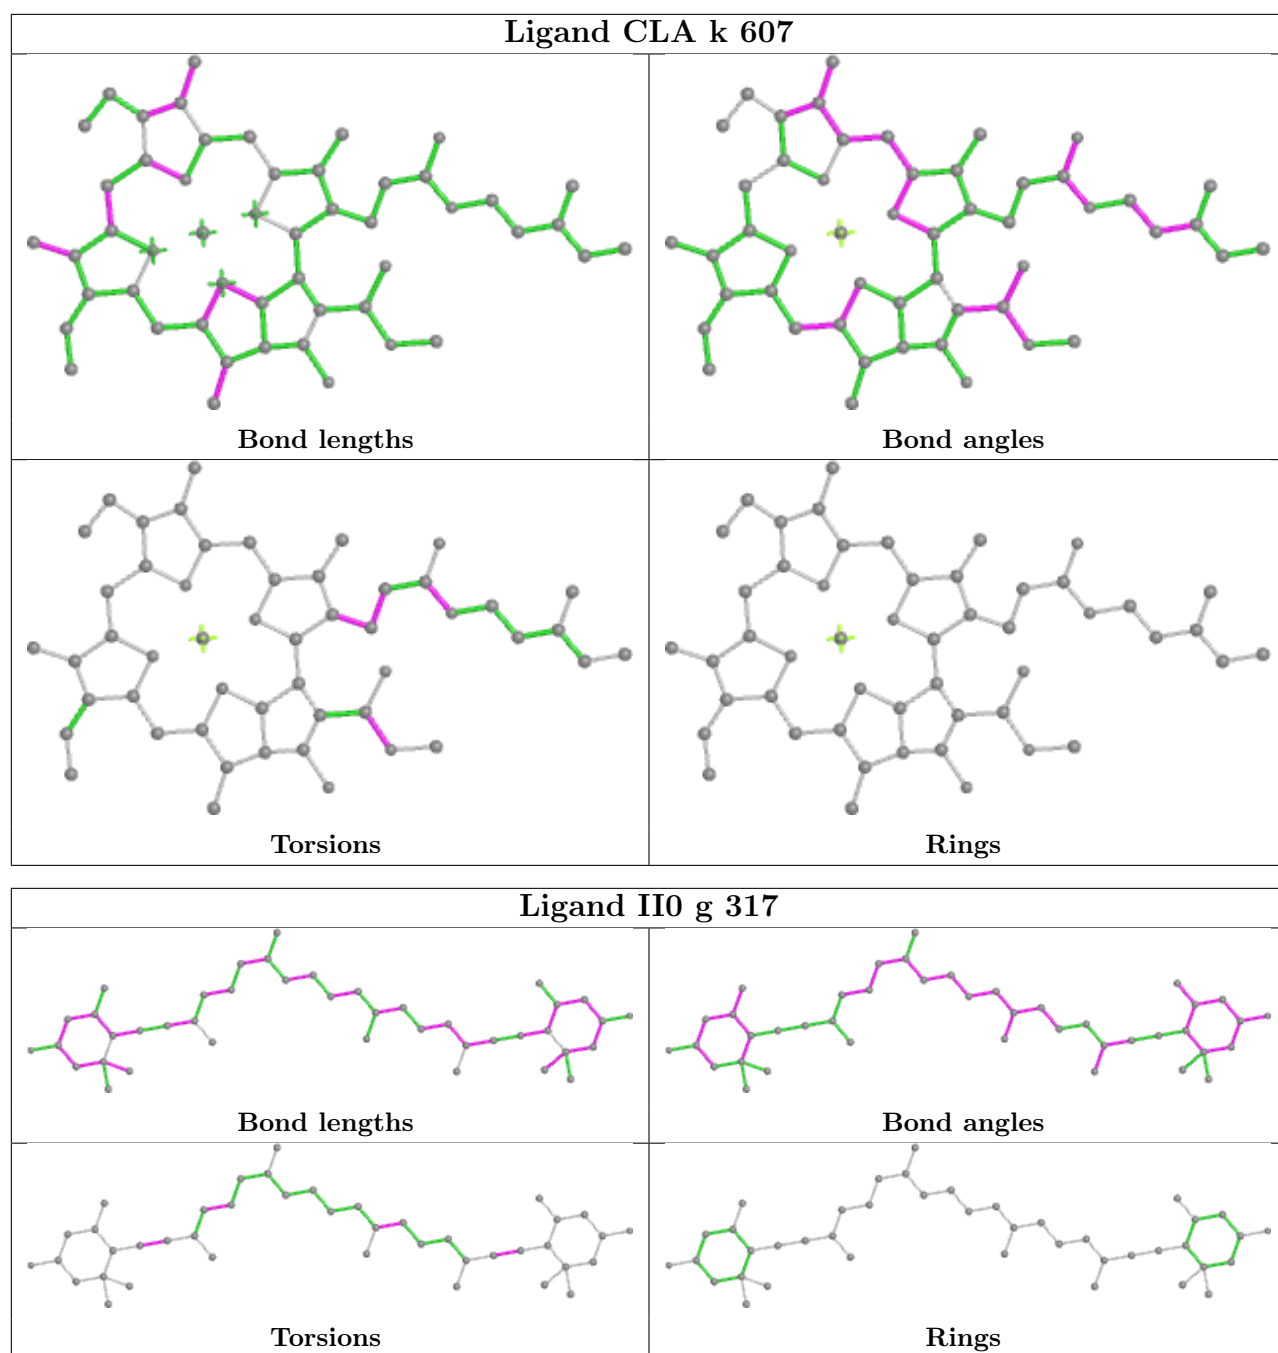 Ligand CLA k 607
Bond lengths
Bond angles
Torsions
Rings
Ligand II0 g 317
Bond lengths
Bond angles
Torsions
Rings